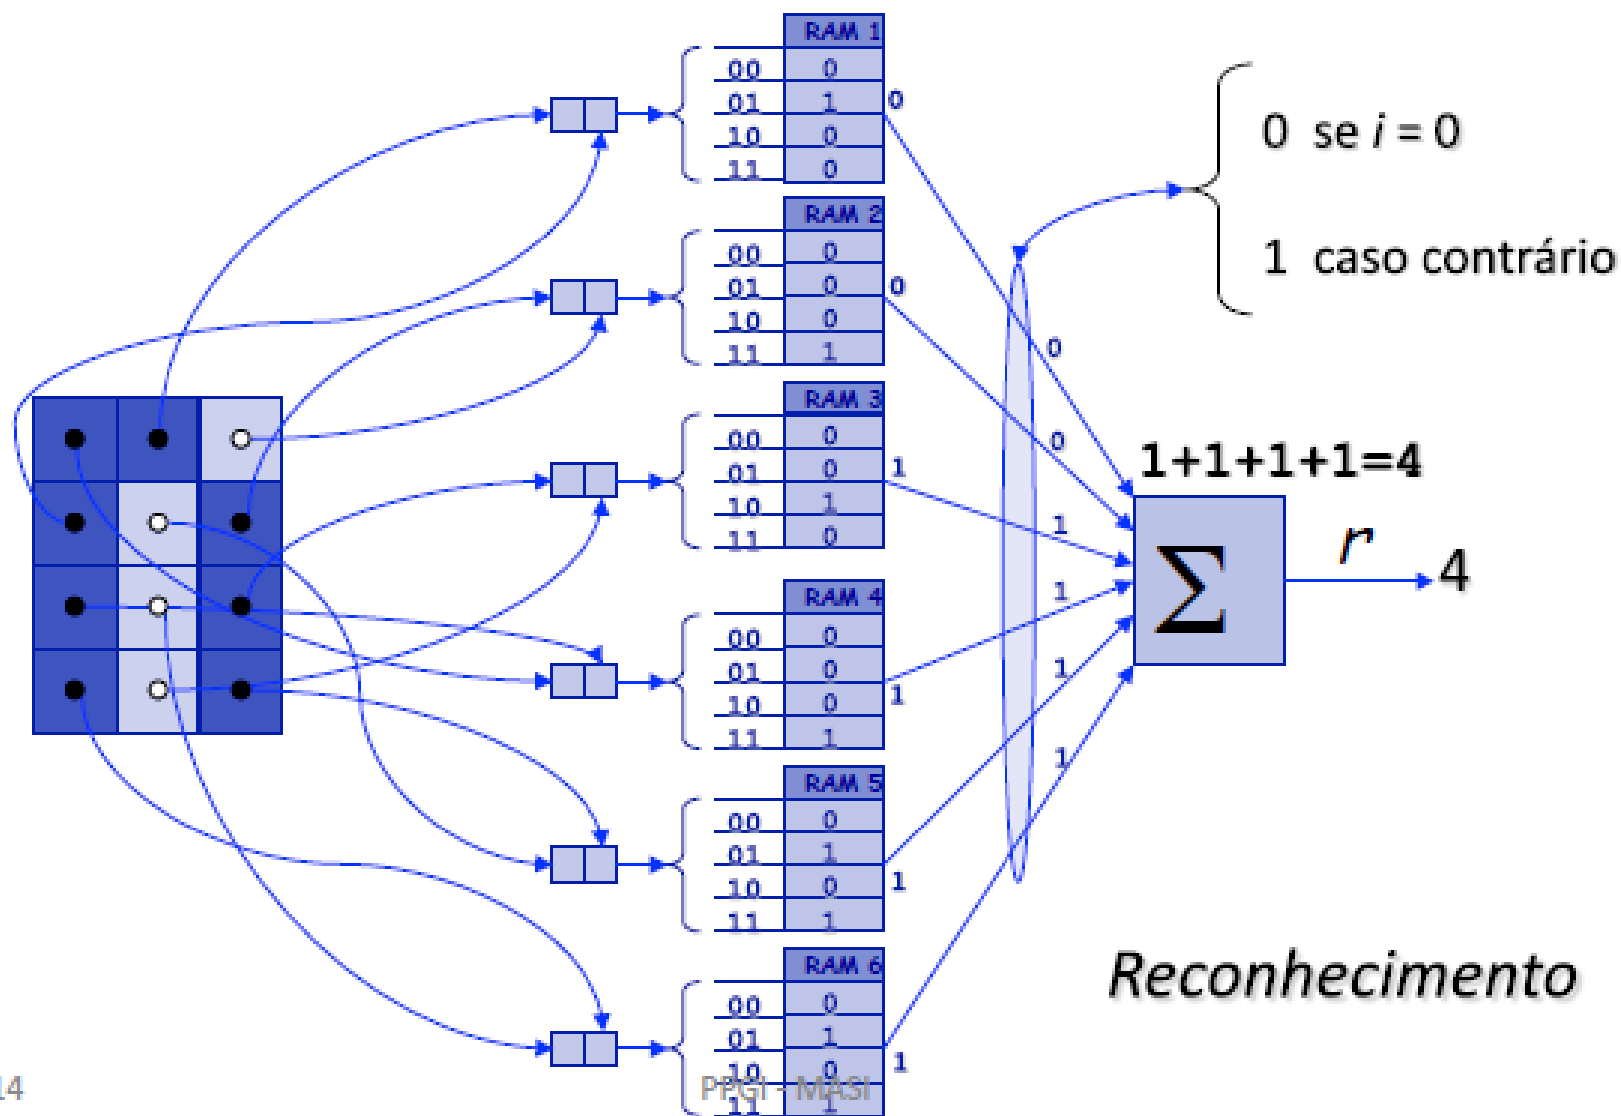 RAM 1
00 0
01 1 0
10 0
11 0
0 se i = 0
1 caso contrário
RAM 2
00 0
01 0 0
10 0
11 1
0
RAM 3
00 0
01 0 1
10 1
11 0
0
1+1+1+1=4
1
Σ
r
4
RAM 4
00 0
01 0
10 0 1
11 1
1
1
RAM 5
00 0
01 1
10 0 1
11 1
1
RAM 6
00 0
01 1
10 0 1
11 1
Reconhecimento
14
PPGI - MASI